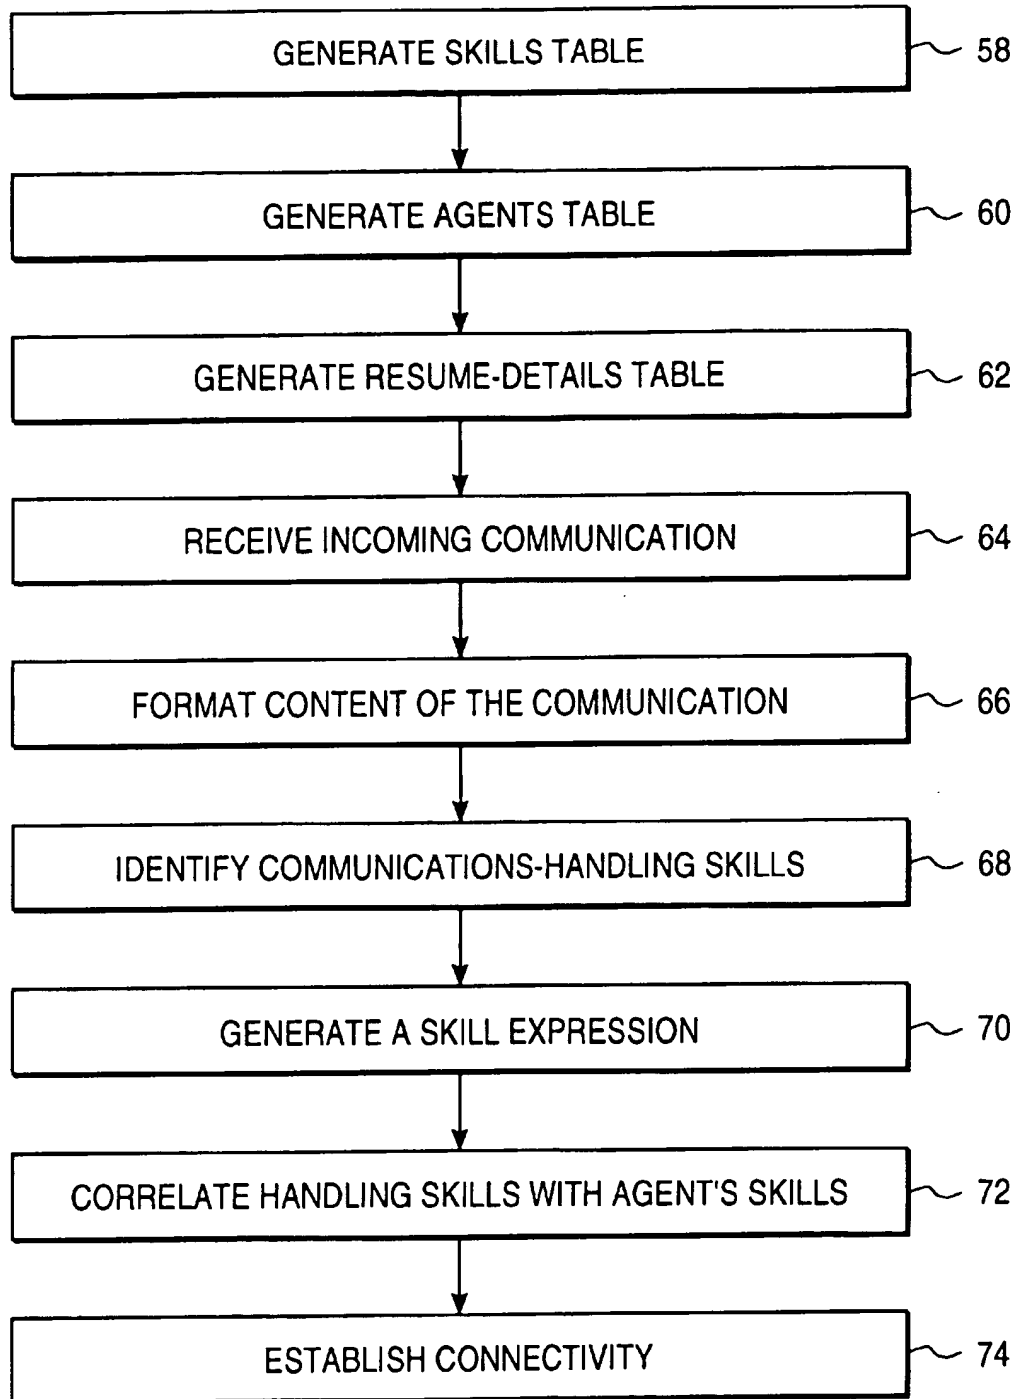 GENERATE SKILLS TABLE 58
GENERATE AGENTS TABLE 60
GENERATE RESUME-DETAILS TABLE 62
RECEIVE INCOMING COMMUNICATION 64
FORMAT CONTENT OF THE COMMUNICATION 66
IDENTIFY COMMUNICATIONS-HANDLING SKILLS 68
GENERATE A SKILL EXPRESSION 70
CORRELATE HANDLING SKILLS WITH AGENT'S SKILLS 72
ESTABLISH CONNECTIVITY 74